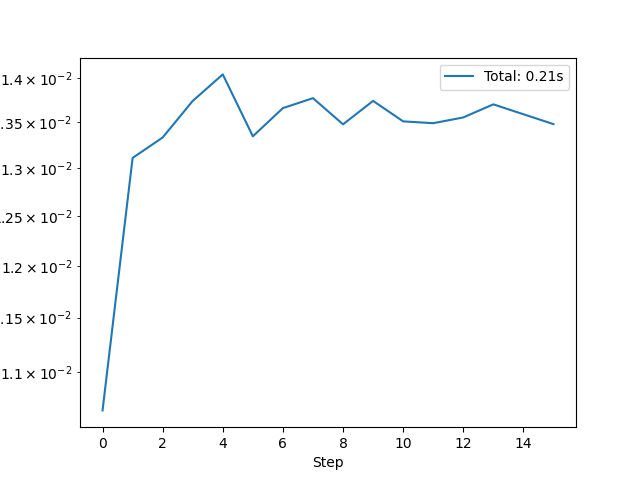 Total: 0.21s
1.4 × 10⁻²
.35 × 10⁻²
1.3 × 10⁻²
.25 × 10⁻²
1.2 × 10⁻²
.15 × 10⁻²
1.1 × 10⁻²
0 2 4 6 8 10 12 14
Step